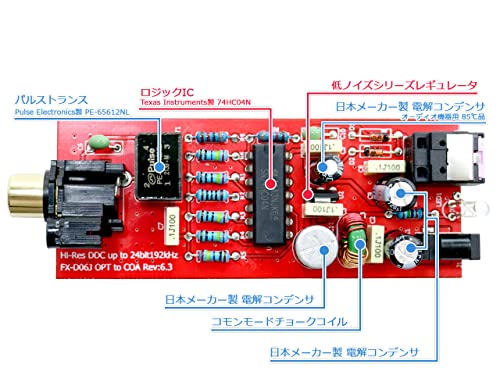 パルストランス
Pulse Electronics製 PE-65612NL
ロジックIC
Texas Instruments製 74HC04N
低ノイズシリーズレギュレータ
日本メーカー製 電解コンデンサ
オーディオ機器用 85℃品
Pulse
.1J100
.1J100
.1J100
.1J100
.1J100
Hi-Res DDC up to 24bit192kHz
FX-D06J OPT to COA Rev:6.3
日本メーカー製 電解コンデンサ
コモンモードチョークコイル
日本メーカー製 電解コンデンサ